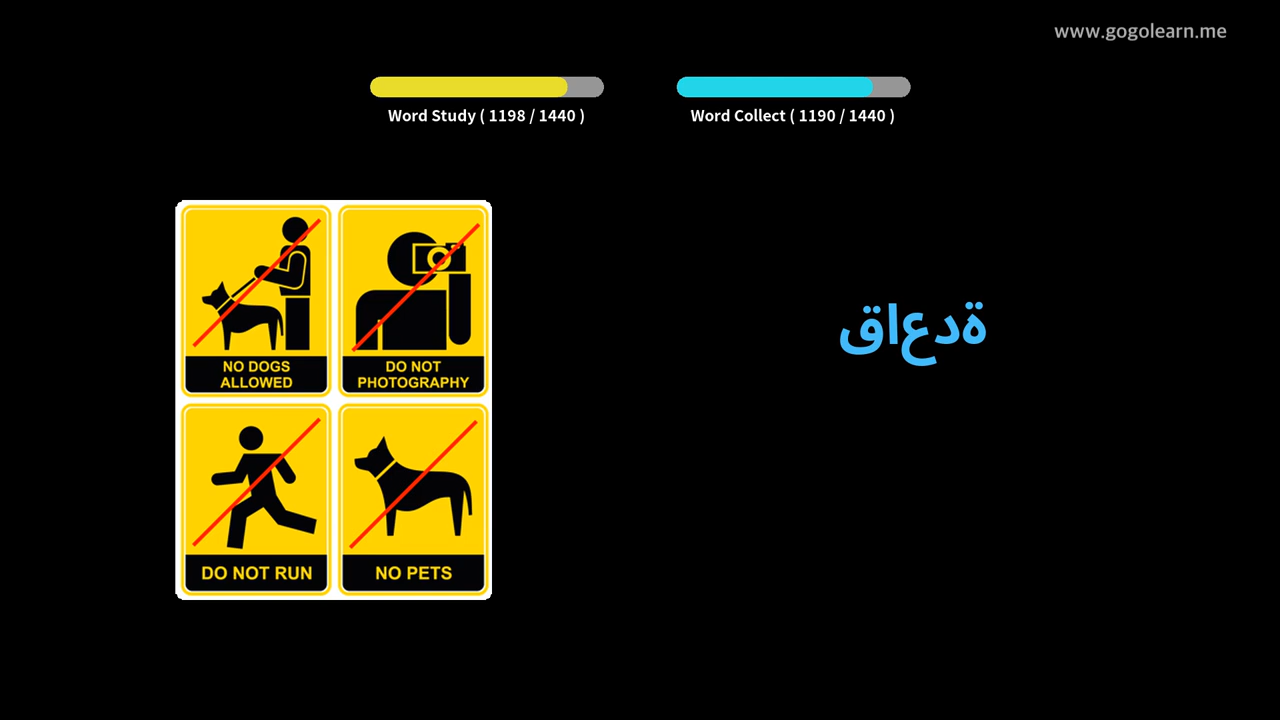 www.gogolearn.me
Word Study ( 1198 / 1440 )
Word Collect ( 1190 / 1440 )
NO DOGS
ALLOWED
DO NOT
PHOTOGRAPHY
DO NOT RUN
NO PETS
قاعدة